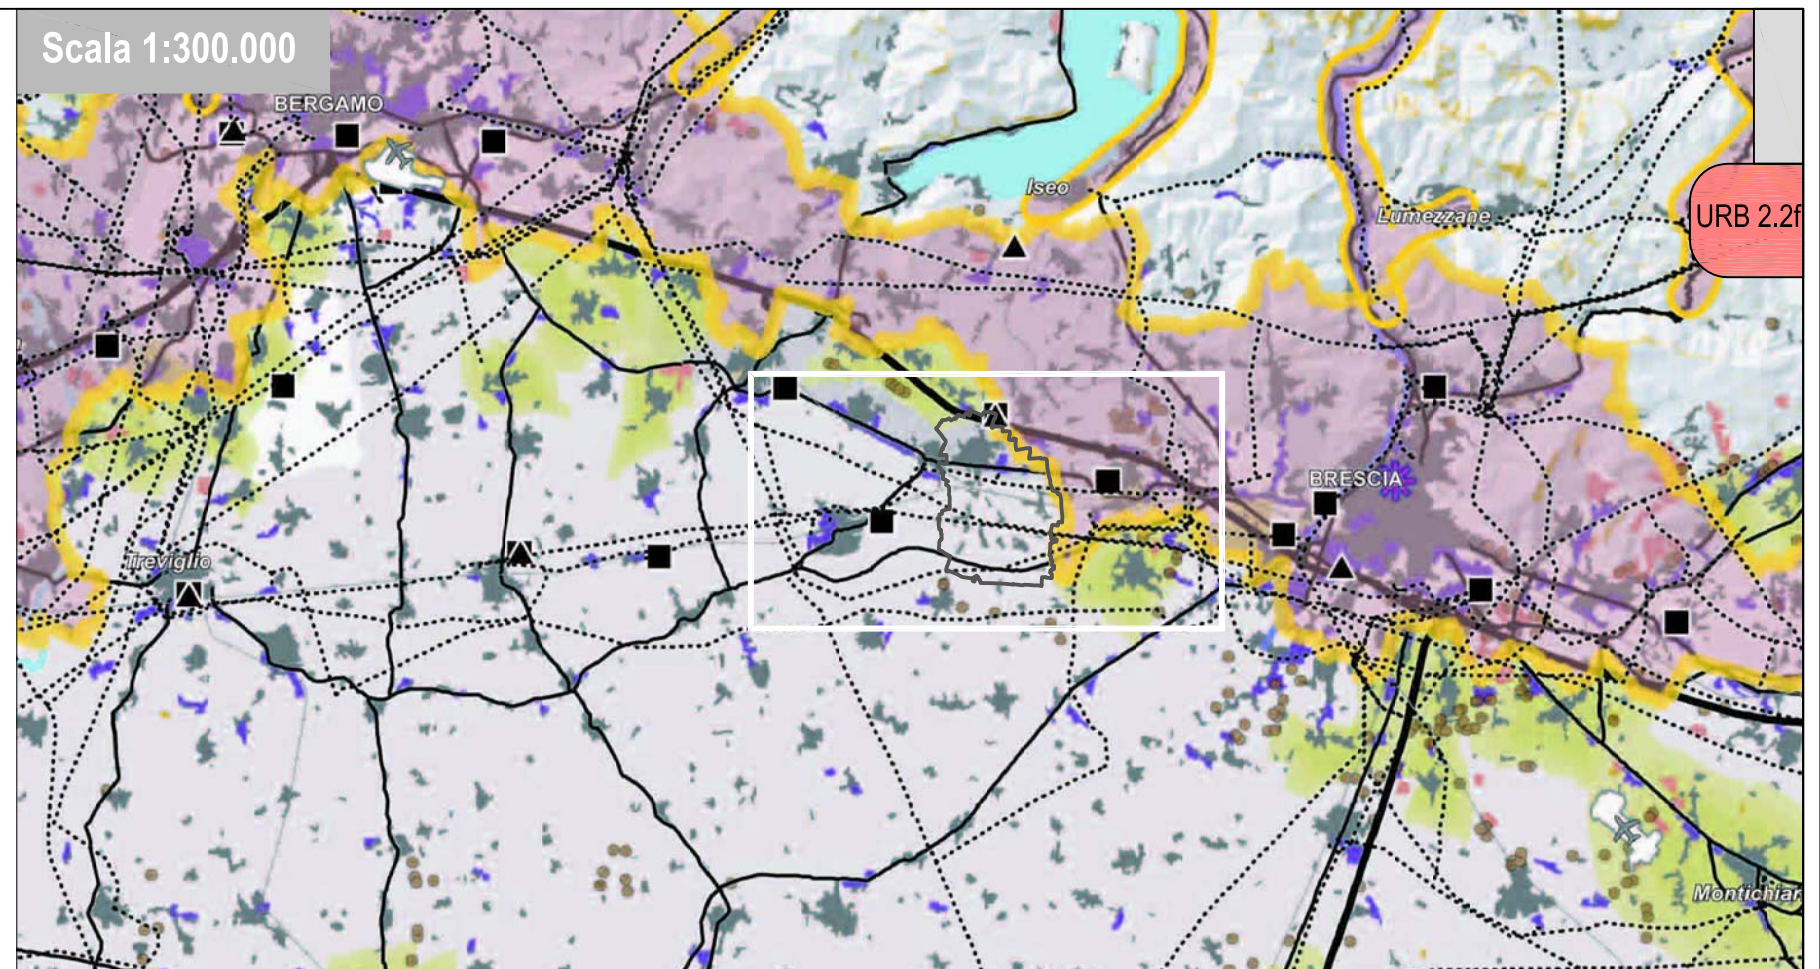 Scala 1:300.000
BERGAMO
Iseo
Lumezzane
URB 2.2f
BRESCIA
Treviglio
Montichiar